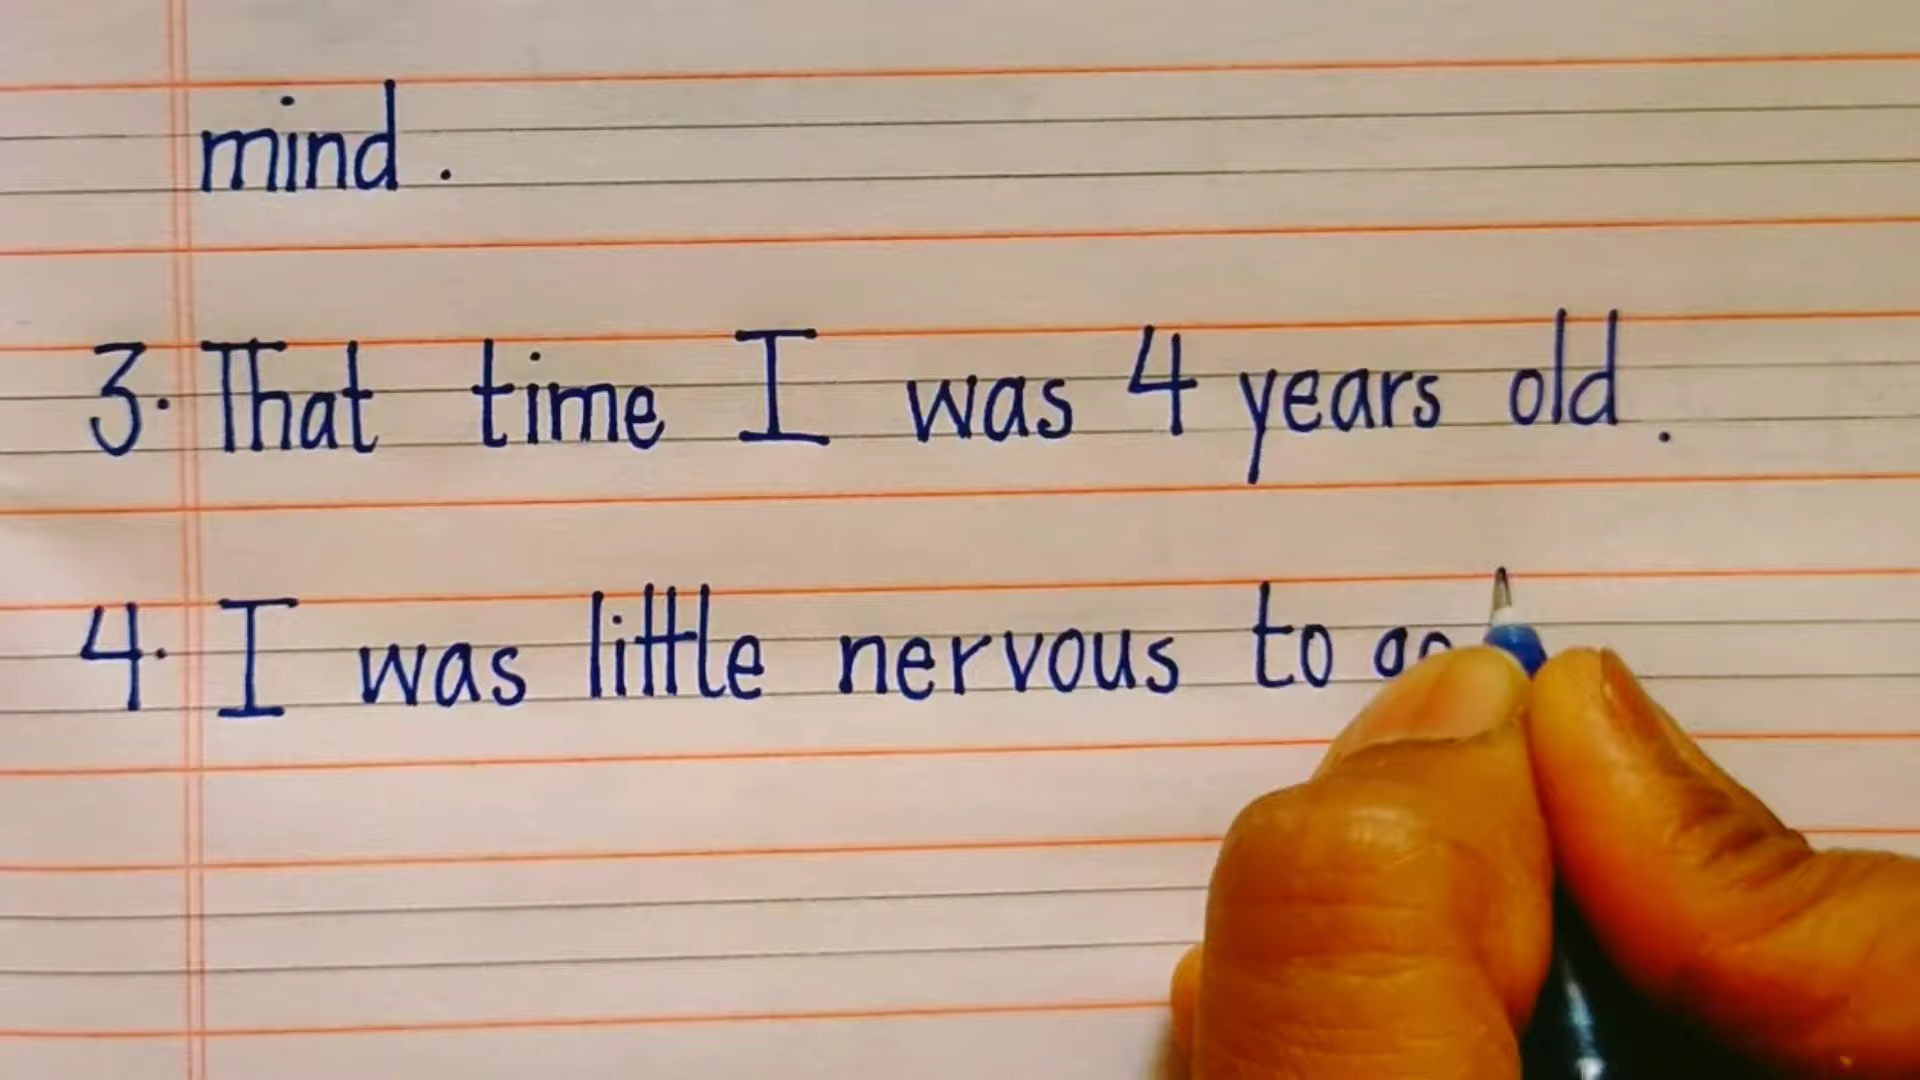 mind .
3. That time I was 4 years old .
4. I was little nervous to